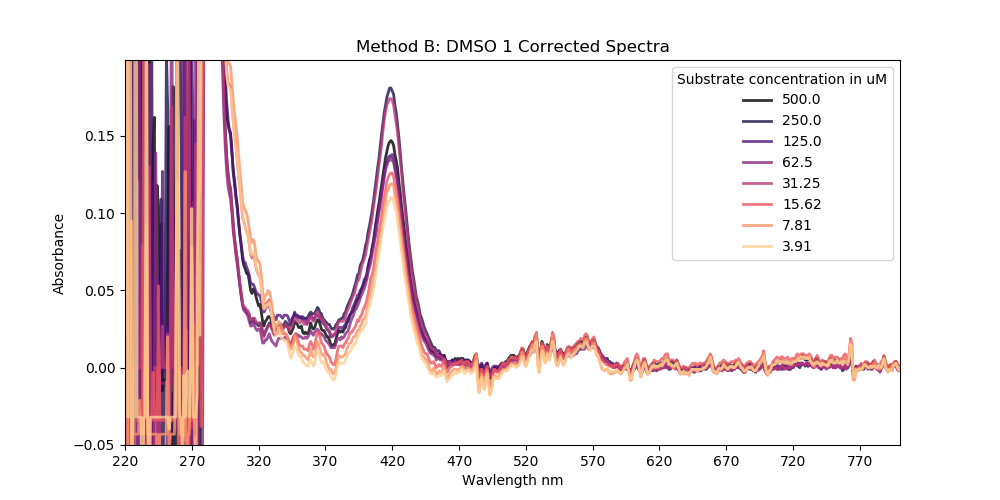 Method B: DMSO 1 Corrected Spectra
Substrate concentration in uM
500.0
250.0
125.0
62.5
31.25
15.62
7.81
3.91
Absorbance
0.15
0.10
0.05
0.00
−0.05
220 270 320 370 420 470 520 570 620 670 720 770
Wavlength nm